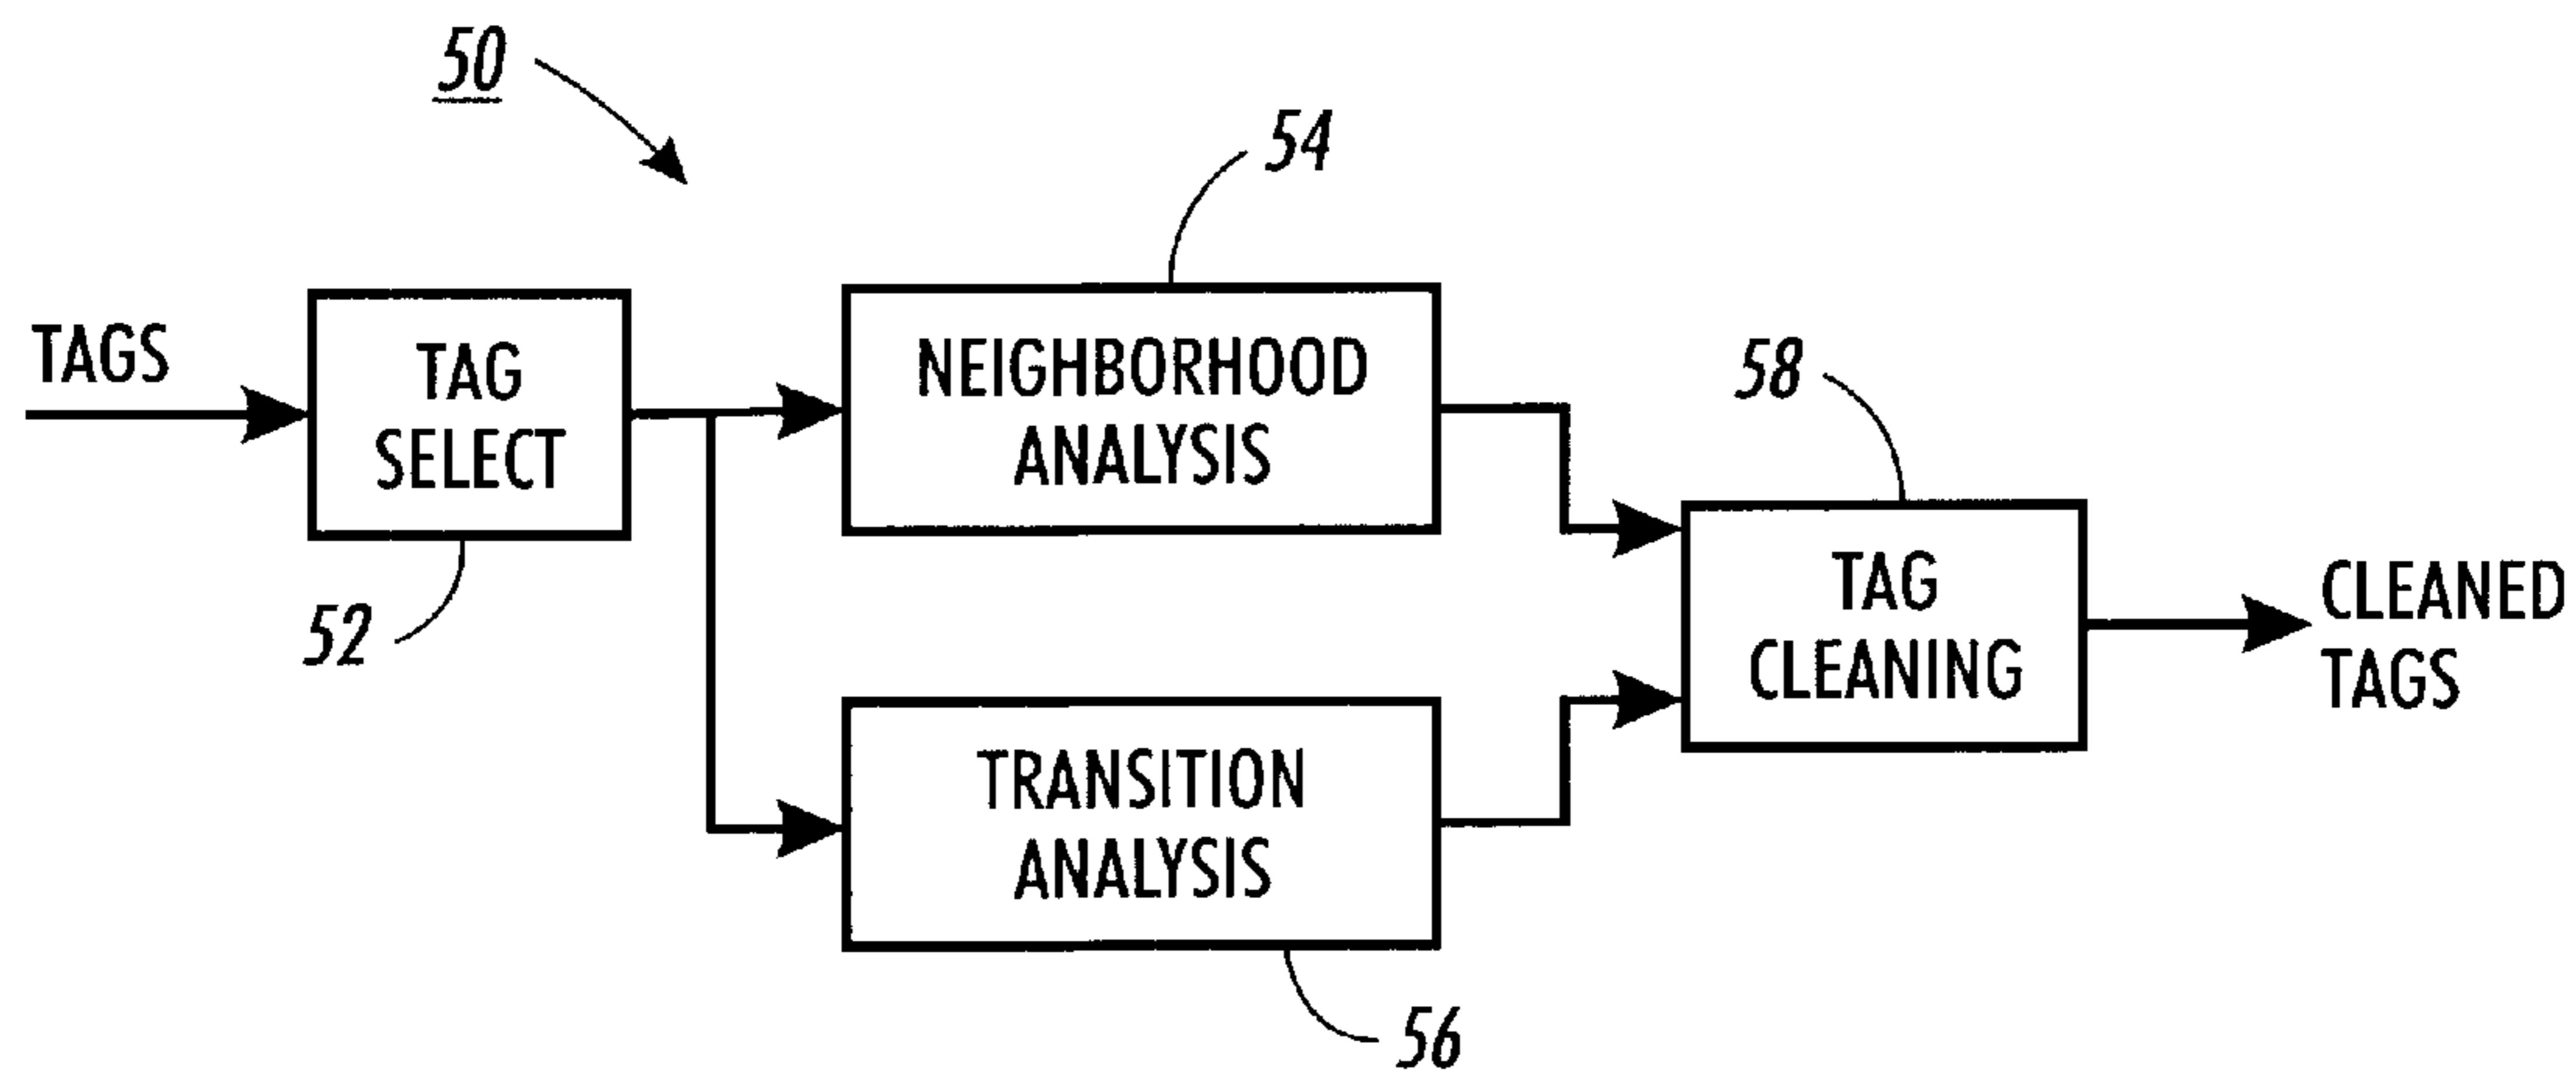 50
54
TAGS
TAG
SELECT
52
NEIGHBORHOOD
ANALYSIS
58
TRANSITION
ANALYSIS
56
TAG
CLEANING
CLEANED
TAGS